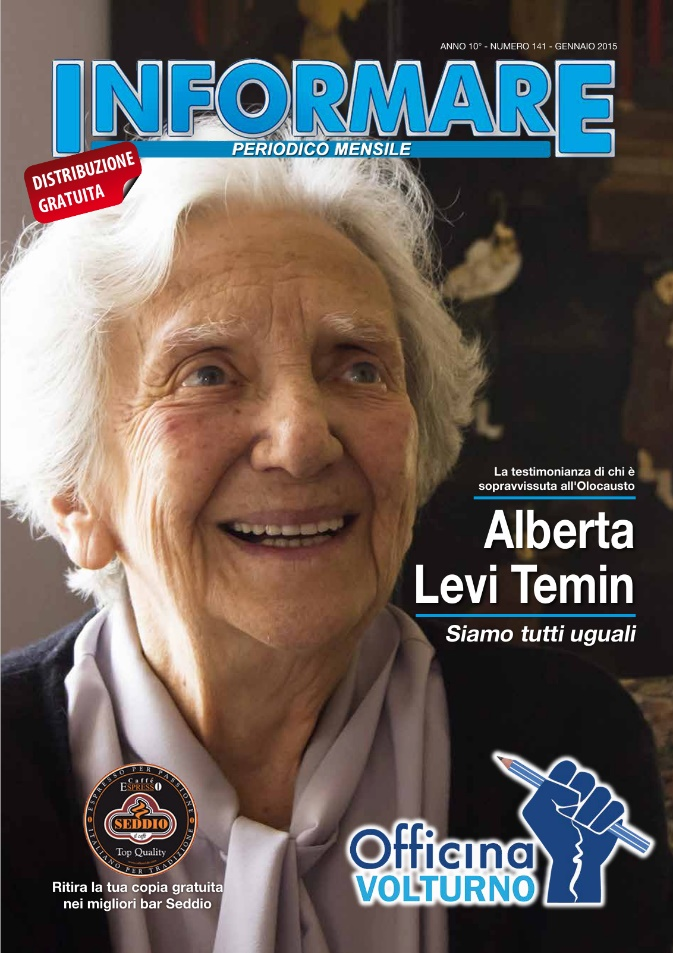 ANNO 10° - NUMERO 141 - GENNAIO 2015
INFORMARE
PERIODICO MENSILE
DISTRIBUZIONE
GRATUITA
La testimonianza di chi è
sopravvissuta all'Olocausto
Alberta
Levi Temin
Siamo tutti uguali
ESPRESSO PER PASSIONE
Caffé
ESPRESSO
SEDDIO
Top Quality
ITALIANO PER TRADIZIONE
Ritira la tua copia gratuita
nei migliori bar Seddio
Officina
VOLTURNO